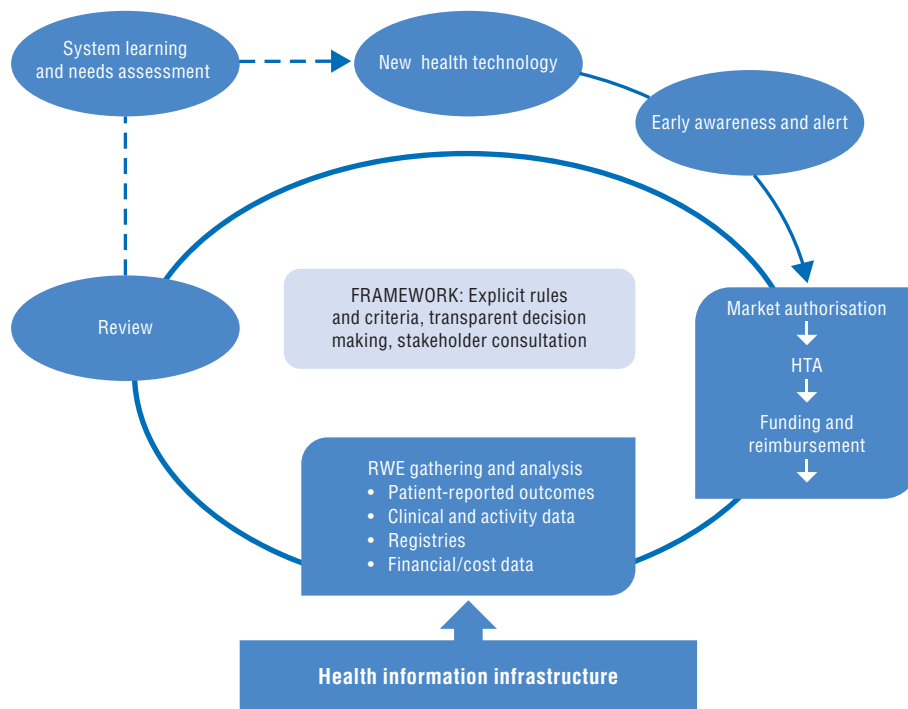 System learning
and needs assessment
New health technology
Early awareness and alert
Review
FRAMEWORK: Explicit rules
and criteria, transparent decision
making, stakeholder consultation
Market authorisation
HTA
Funding and
reimbursement
RWE gathering and analysis
• Patient-reported outcomes
• Clinical and activity data
• Registries
• Financial/cost data
Health information infrastructure